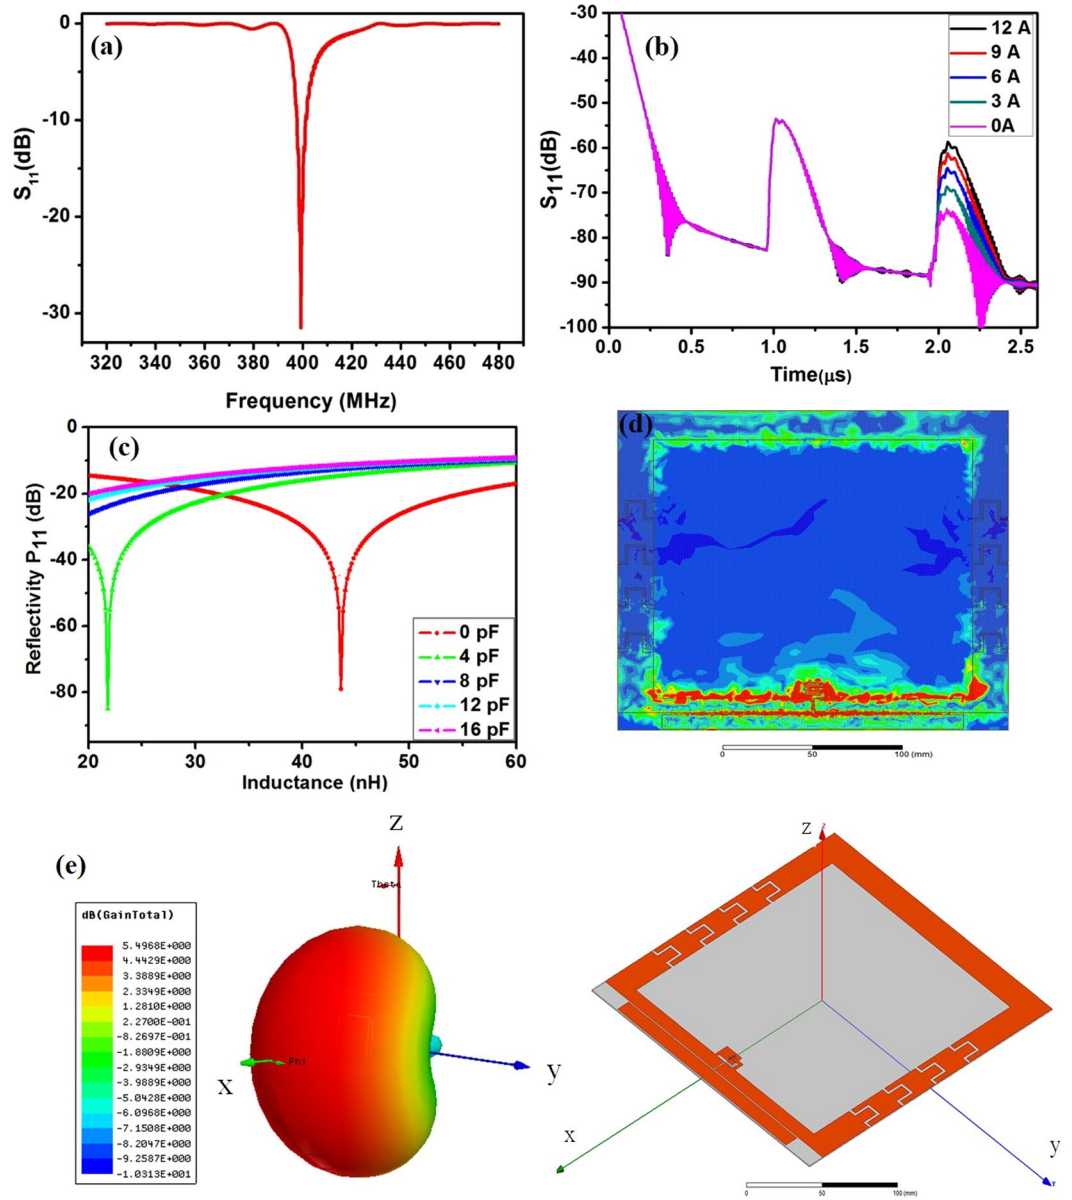 (a)
0
-10
-20
-30
S11(dB)
320 340 360 380 400 420 440 460 480
Frequency (MHz)
(b)
-30
-40
-50
-60
-70
-80
-90
-100
S11(dB)
12 A
9 A
6 A
3 A
0A
0.0 0.5 1.0 1.5 2.0 2.5
Time(μs)
(c)
0
-20
-40
-60
-80
Reflectivity P11 (dB)
0 pF
4 pF
8 pF
12 pF
16 pF
20 30 40 50 60
Inductance (nH)
(d)
0 50 100 (mm)
(e)
dB(GainTotal)
5.4968E+000
4.4429E+000
3.3889E+000
2.3349E+000
1.2810E+000
2.2700E-001
-8.2697E-001
-1.8809E+000
-2.9349E+000
-3.9889E+000
-5.0428E+000
-6.0968E+000
-7.1508E+000
-8.2047E+000
-9.2587E+000
-1.0313E+001
Z
Theta
Phi
X
y
Z
z
x
y
Y
0 50 100 (mm)